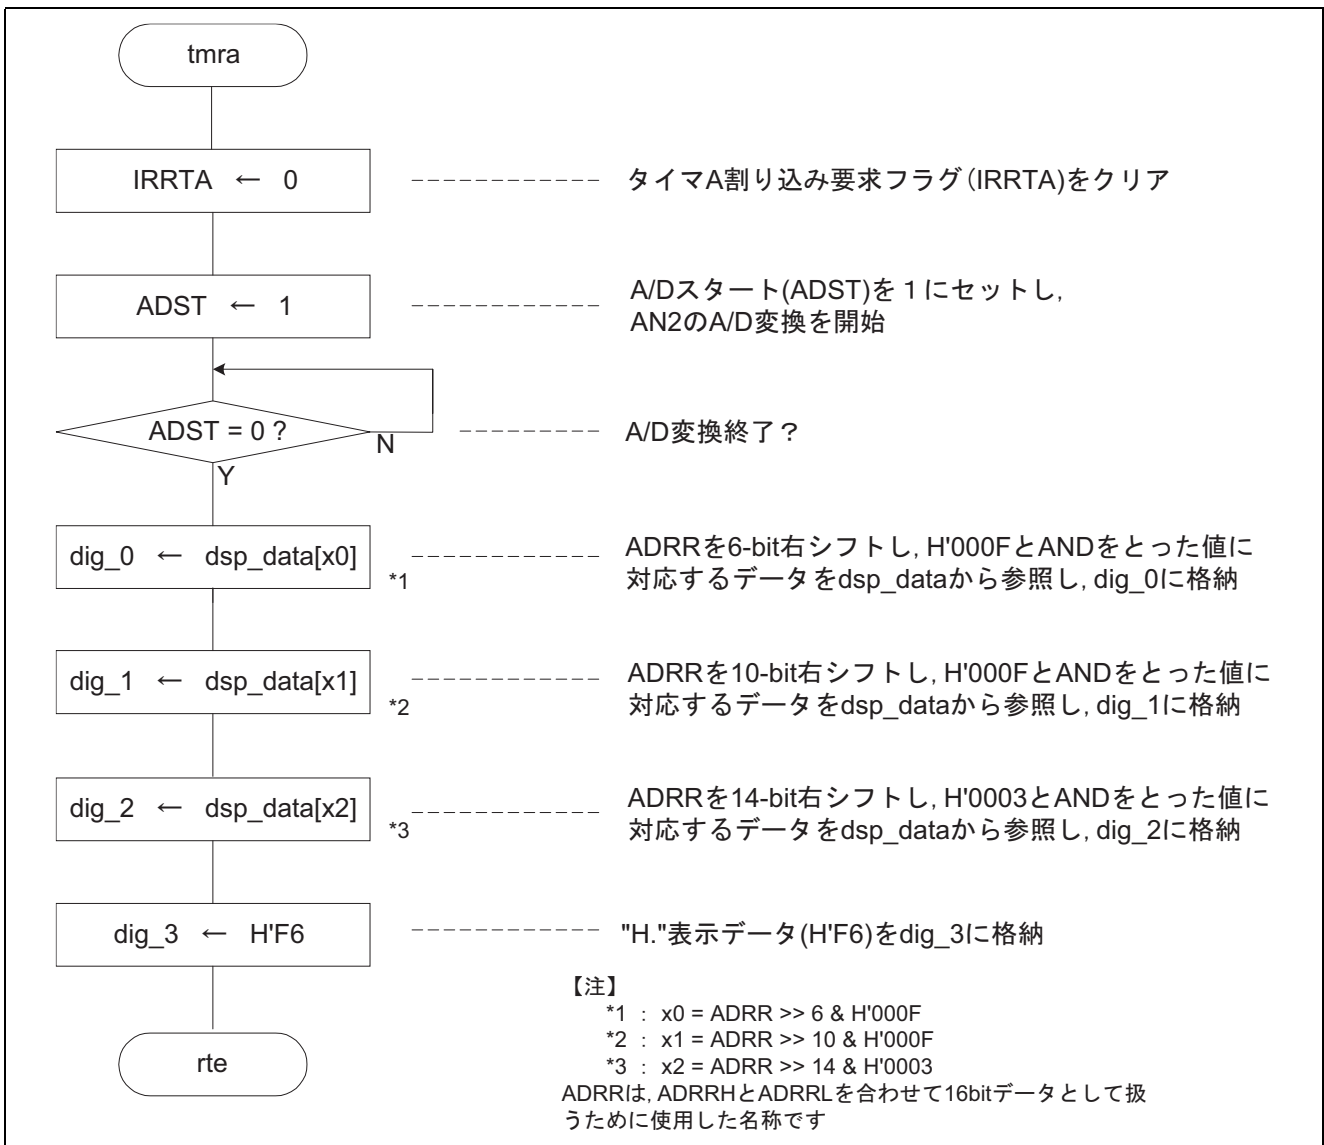 tmra
IRRTA ← 0
タイマA割り込み要求フラグ(IRRTA)をクリア
ADST ← 1
A/Dスタート(ADST)を1にセットし,
AN2のA/D変換を開始
ADST = 0 ?
N
Y
A/D変換終了?
dig_0 ← dsp_data[x0]
*1
ADRRを6-bit右シフトし, H'000FとANDをとった値に
対応するデータをdsp_dataから参照し, dig_0に格納
dig_1 ← dsp_data[x1]
*2
ADRRを10-bit右シフトし, H'000FとANDをとった値に
対応するデータをdsp_dataから参照し, dig_1に格納
dig_2 ← dsp_data[x2]
*3
ADRRを14-bit右シフトし, H'0003とANDをとった値に
対応するデータをdsp_dataから参照し, dig_2に格納
dig_3 ← H'F6
"H."表示データ(H'F6)をdig_3に格納
rte
【注】
*1 : x0 = ADRR >> 6 & H'000F
*2 : x1 = ADRR >> 10 & H'000F
*3 : x2 = ADRR >> 14 & H'0003
ADRRは, ADRRHとADRRLを合わせて16bitデータとして扱
うために使用した名称です